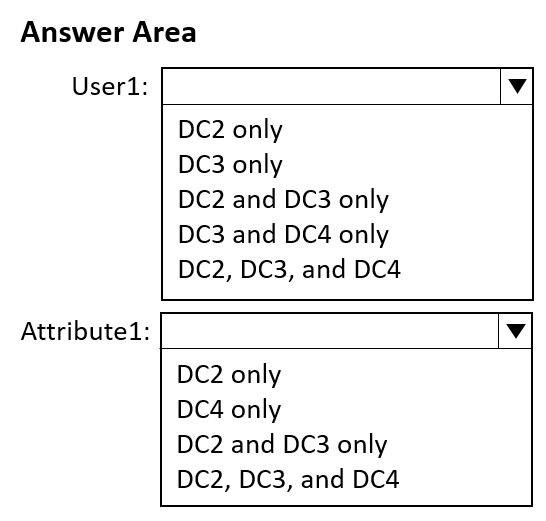 Answer Area
User1:
DC2 only
DC3 only
DC2 and DC3 only
DC3 and DC4 only
DC2, DC3, and DC4
Attribute1:
DC2 only
DC4 only
DC2 and DC3 only
DC2, DC3, and DC4